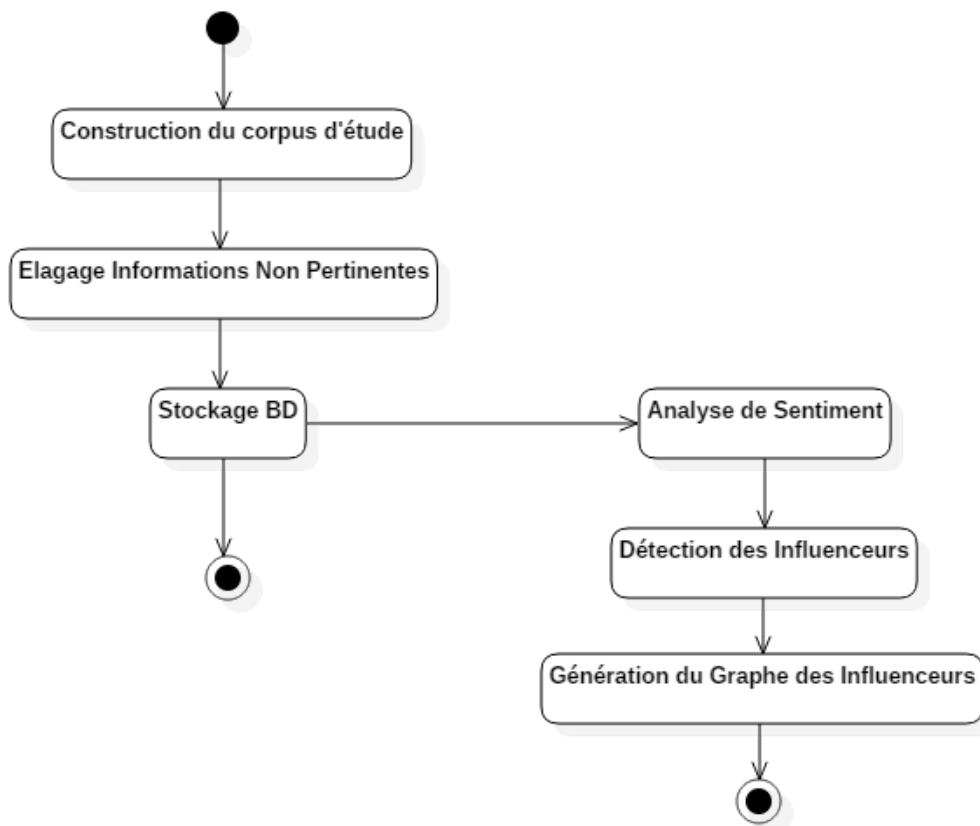 Construction du corpus d'étude
Elagage Informations Non Pertinentes
Stockage BD
Analyse de Sentiment
Détection des Influenceurs
Génération du Graphe des Influenceurs